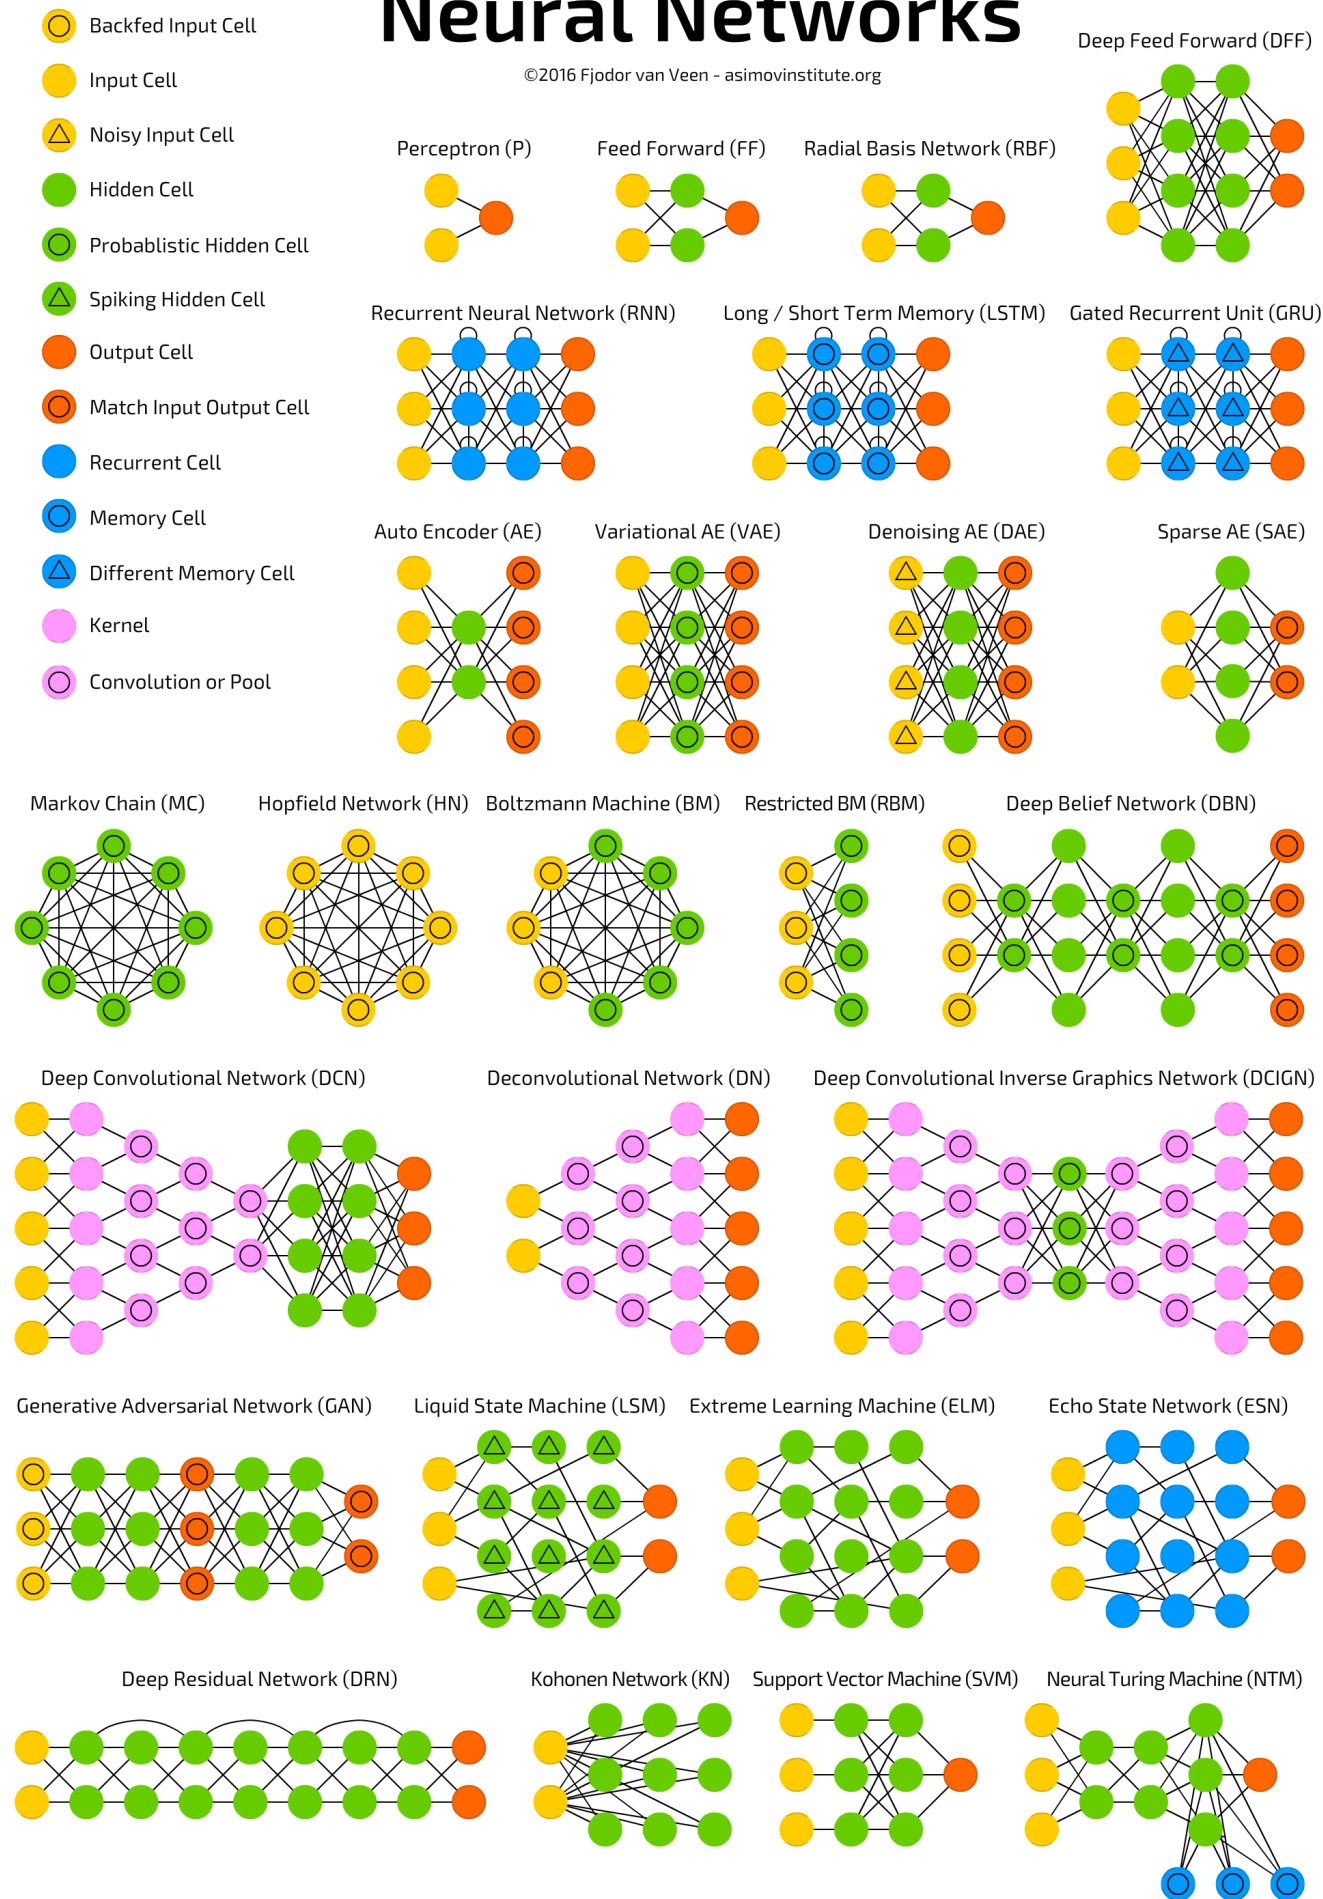 Neural Networks
©2016 Fjodor van Veen - asimovinstitute.org
Backfed Input Cell
Input Cell
Noisy Input Cell
Hidden Cell
Probablistic Hidden Cell
Spiking Hidden Cell
Output Cell
Match Input Output Cell
Recurrent Cell
Memory Cell
Different Memory Cell
Kernel
Convolution or Pool
Perceptron (P)
Feed Forward (FF)
Radial Basis Network (RBF)
Deep Feed Forward (DFF)
Recurrent Neural Network (RNN)
Long / Short Term Memory (LSTM)
Gated Recurrent Unit (GRU)
Auto Encoder (AE)
Variational AE (VAE)
Denoising AE (DAE)
Sparse AE (SAE)
Markov Chain (MC)
Hopfield Network (HN)
Boltzmann Machine (BM)
Restricted BM (RBM)
Deep Belief Network (DBN)
Deep Convolutional Network (DCN)
Deconvolutional Network (DN)
Deep Convolutional Inverse Graphics Network (DCIGN)
Generative Adversarial Network (GAN)
Liquid State Machine (LSM)
Extreme Learning Machine (ELM)
Echo State Network (ESN)
Deep Residual Network (DRN)
Kohonen Network (KN)
Support Vector Machine (SVM)
Neural Turing Machine (NTM)